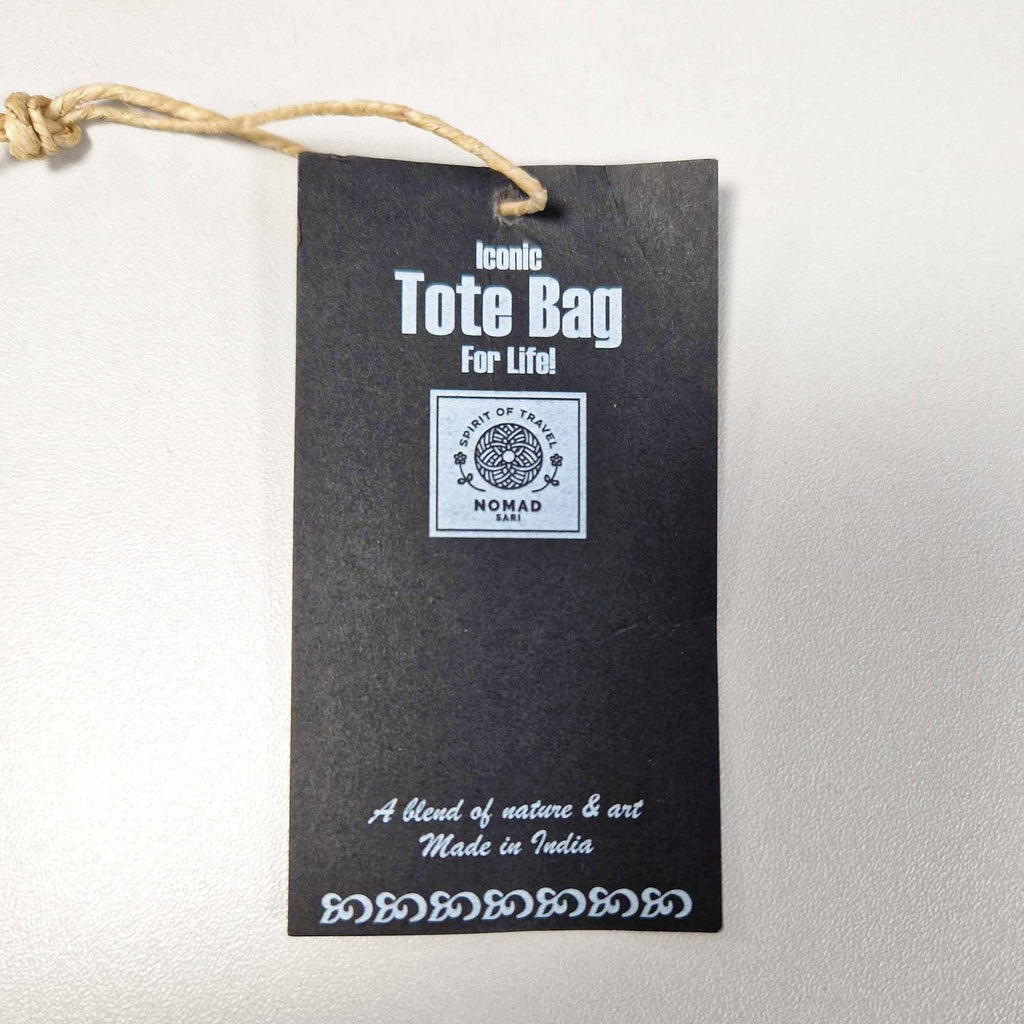 Iconic
Tote Bag
For Life!
SPIRIT OF TRAVEL
NOMAD
SARI
A blend of nature & art
Made in India